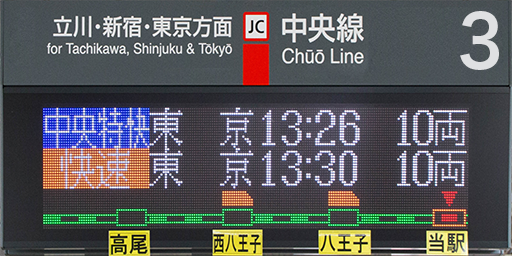 立川・新宿・東京方面
for Tachikawa, Shinjuku & Tōkyō
JC
中央線
Chūō Line
3
中央特快 東 京 13:26 10両
快速 東 京 13:30 10両
高尾 西八王子 八王子 当駅